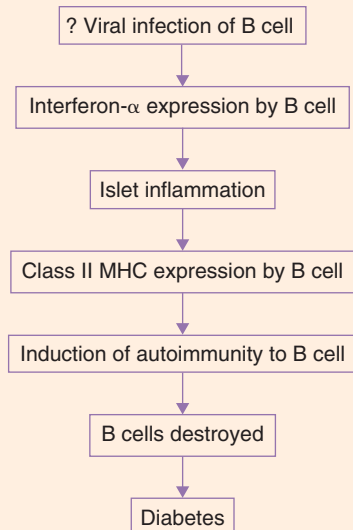 ? Viral infection of B cell
Interferon-α expression by B cell
Islet inflammation
Class II MHC expression by B cell
Induction of autoimmunity to B cell
B cells destroyed
Diabetes